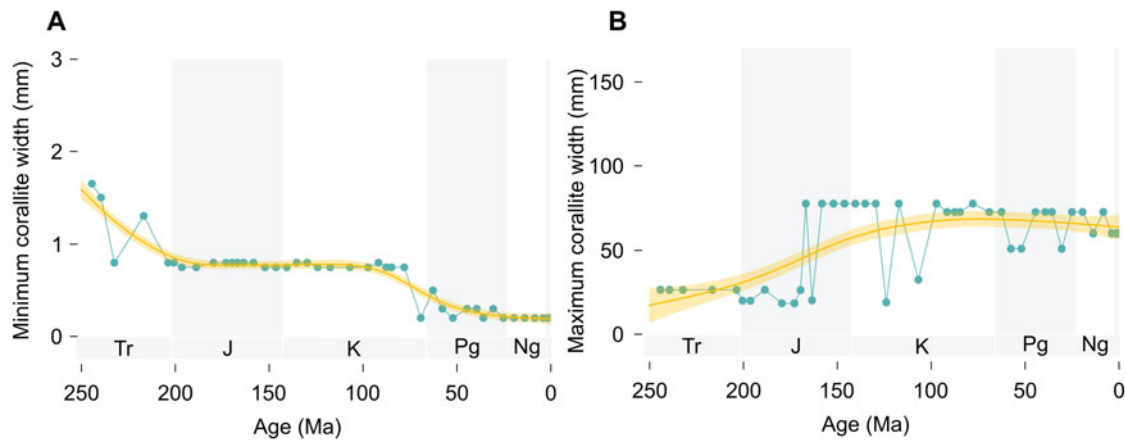 A
Minimum corallite width (mm)
3
2
1
0
Tr J K Pg Ng
250 200 150 100 50 0
Age (Ma)
B
Maximum corallite width (mm)
150
100
50
0
Tr J K Pg Ng
250 200 150 100 50 0
Age (Ma)